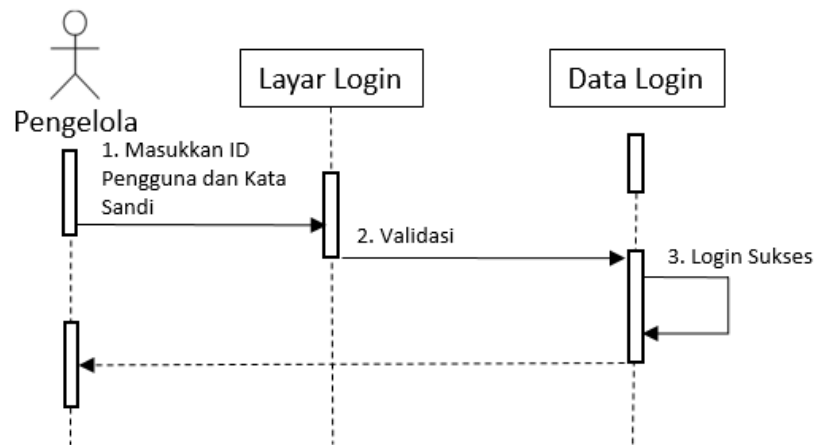 Layar Login
Data Login
Pengelola
1. Masukkan ID
Pengguna dan Kata
Sandi
2. Validasi
3. Login Sukses